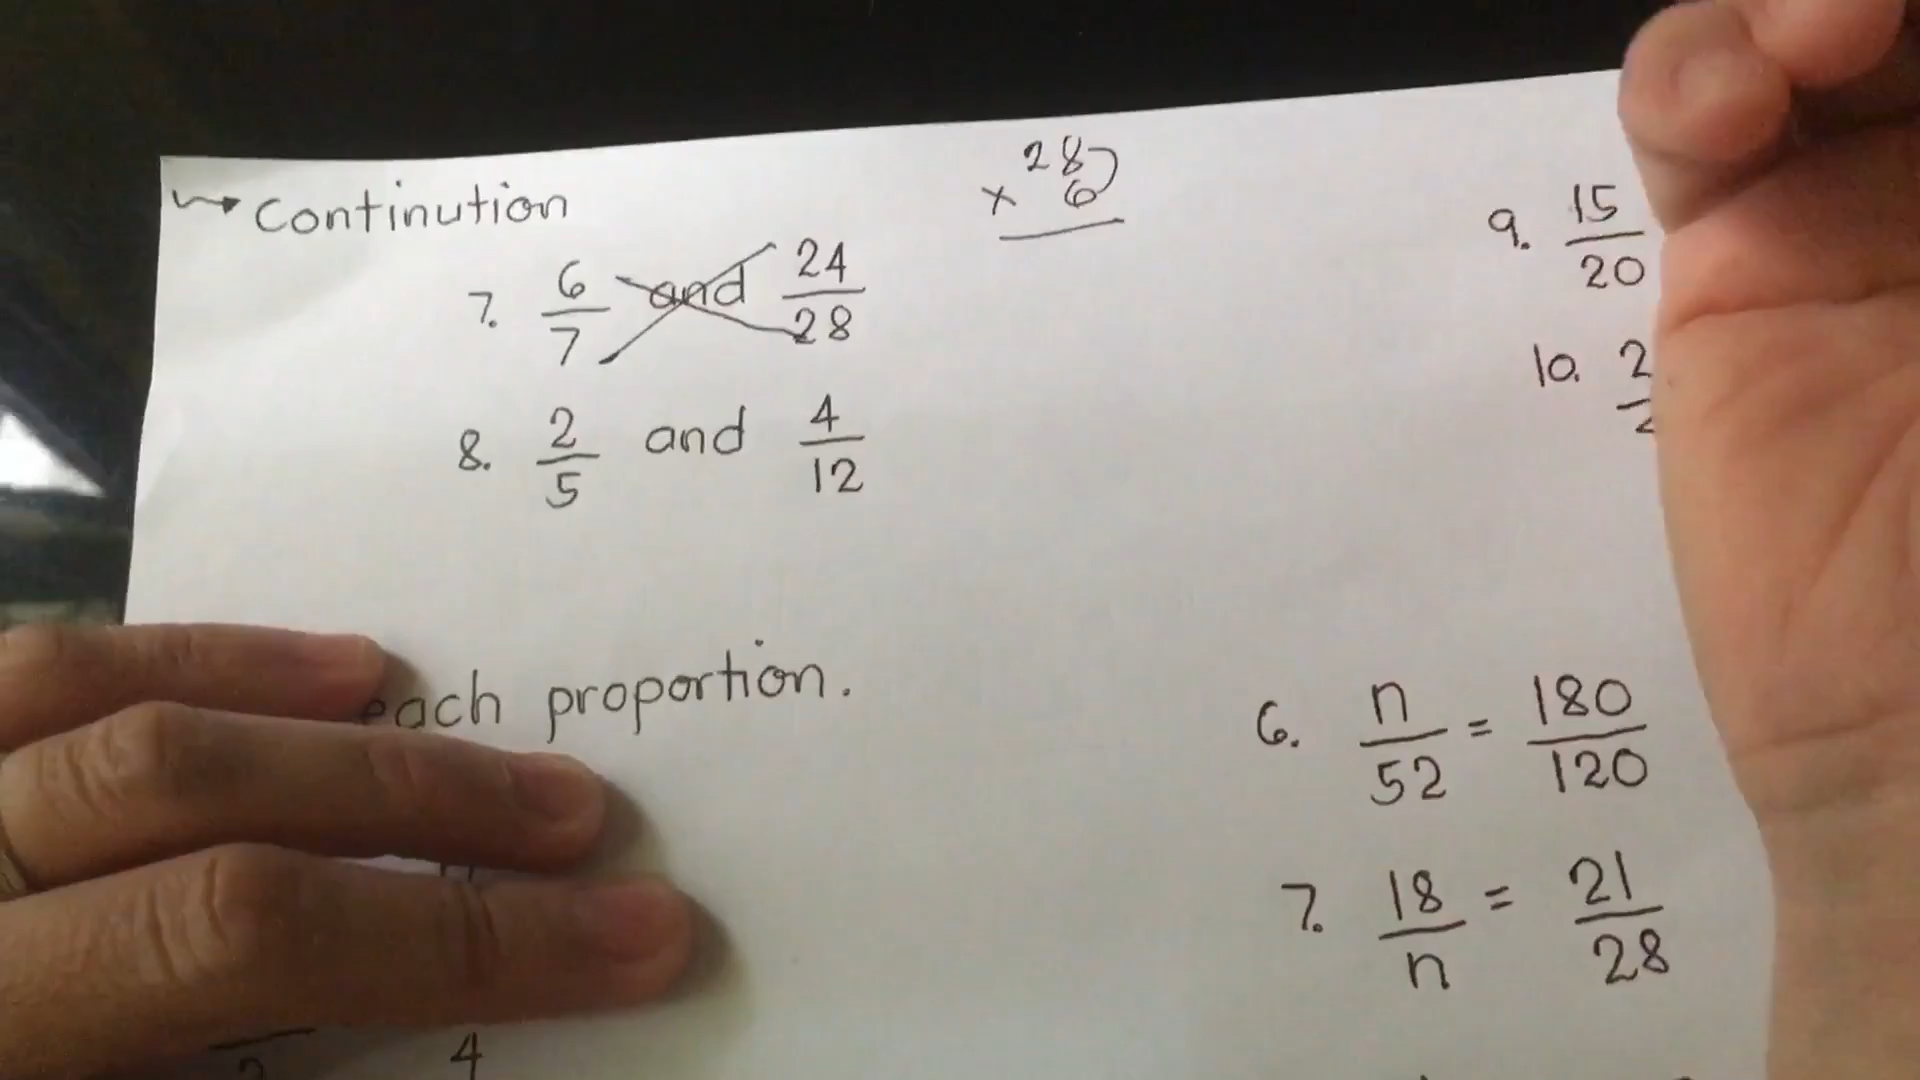 Continution
28
× 6
7. 6/7 and 24/28
8. 2/5 and 4/12
9. 15/20
10. 2
each proportion.
6. n/52 = 180/120
7. 18/n = 21/28
4